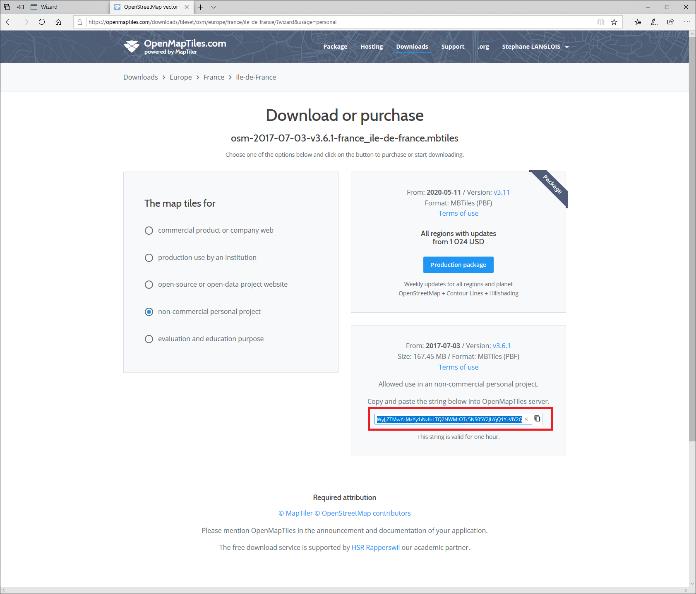 Wizard
OpenStreetMap vector
https://openmaptiles.com/downloads/tileset/osm/europe/france/ile-de-france/?wizard&usage=personal
OpenMapTiles.com
powered by MapTiler
Package Hosting Downloads Support .org Stephane LANGLOIS
Downloads > Europe > France > Ile-de-France
Download or purchase
osm-2017-07-03-v3.6.1-france_ile-de-france.mbtiles
Choose one of the options below and click on the button to purchase or start downloading.
The map tiles for
commercial product or company web
production use by an institution
open-source or open-data project website
non-commercial personal project
evaluation and education purpose
Package
From: 2020-05-11 / Version: v3.11
Format: MBTiles (PBF)
Terms of use
All regions with updates
from 1 024 USD
Production package
Weekly updates for all regions and planet
OpenStreetMap + Contour Lines + Hillshading
From: 2017-07-03 / Version: v3.6.1
Size: 167.45 MB / Format: MBTiles (PBF)
Terms of use
Allowed use in an non-commercial personal project.
Copy and paste the string below into OpenMapTiles server.
This string is valid for one hour.
Required attribution
© MapTiler © OpenStreetMap contributors
Please mention OpenMapTiles in the announcement and documentation of your application.
The free download service is supported by HSR Rapperswil our academic partner.